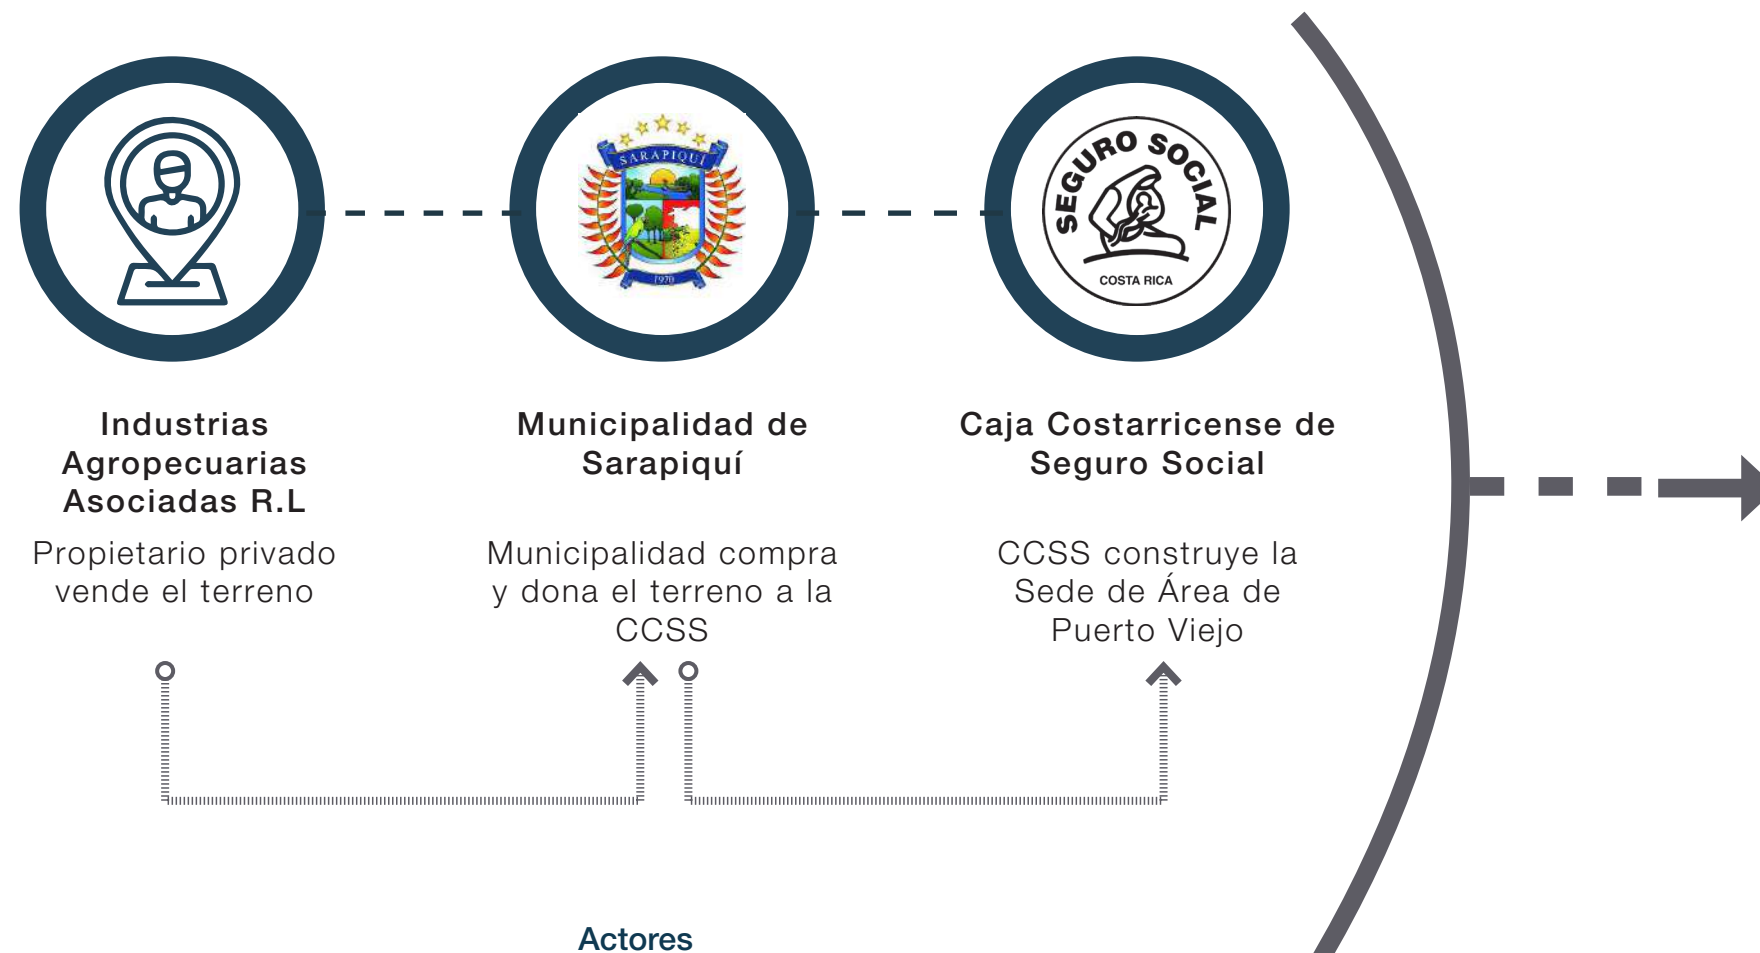 SARAPIQUÍ
1970
SEGURO SOCIAL
COSTA RICA
Industrias
Agropecuarias
Asociadas R.L
Propietario privado
vende el terreno
Municipalidad de
Sarapiquí
Municipalidad compra
y dona el terreno a la
CCSS
Caja Costarricense de
Seguro Social
CCSS construye la
Sede de Área de
Puerto Viejo
Actores